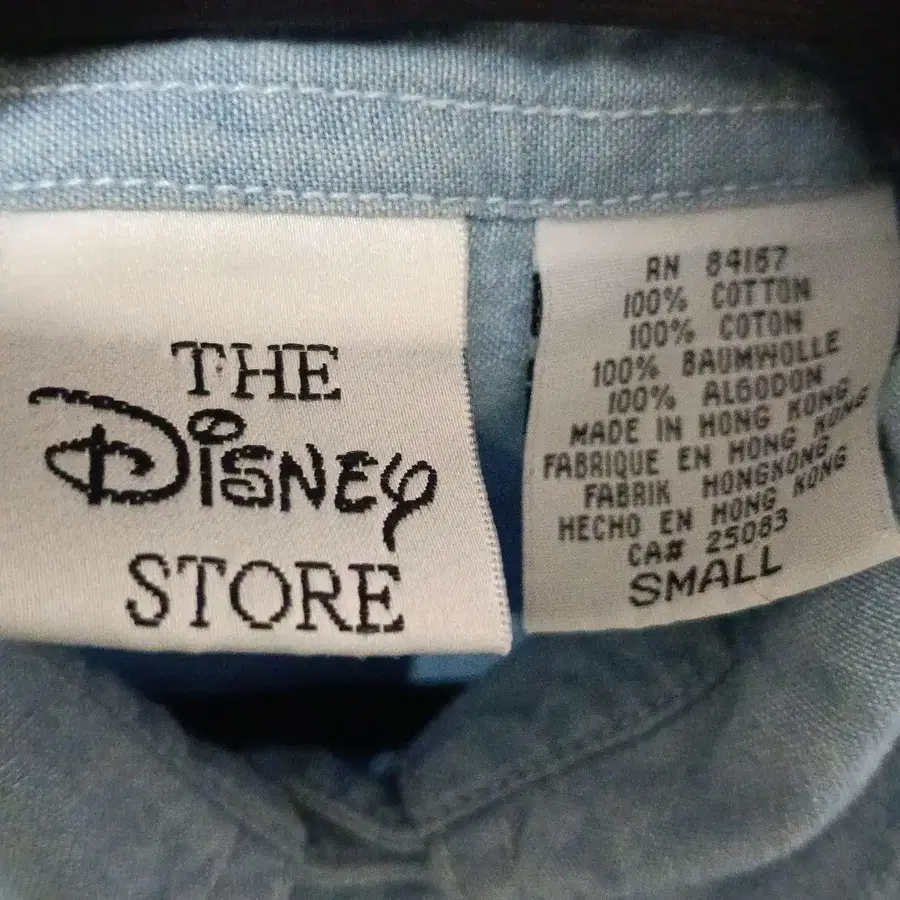 THE
Disney
STORE
RN 84167
100% COTTON
100% COTON
100% BAUMWOLLE
100% ALGODON
MADE IN HONG KONG
FABRIQUE EN HONG KONG
FABRIK HONGKONG
HECHO EN HONG KONG
CA# 25083
SMALL